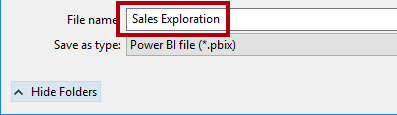 File name: Sales Exploration
Save as type: Power BI file (*.pbix)
Hide Folders